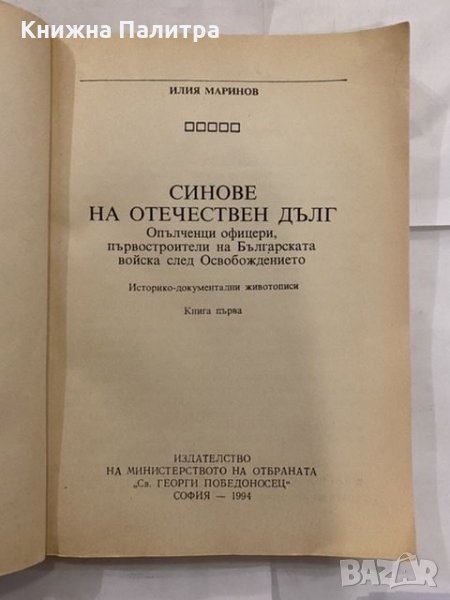 Книжна Палитра
ИЛИЯ МАРИНОВ
СИНОВЕ
НА ОТЕЧЕСТВЕН ДЪЛГ
Опълченци офицери,
първостроители на Българската
войска след Освобождението
Историко-документални животописи
Книга първа
ИЗДАТЕЛСТВО
НА МИНИСТЕРСТВОТО НА ОТБРАНАТА
„Св. ГЕОРГИ ПОБЕДОНОСЕЦ"
СОФИЯ — 1994
BAZAR